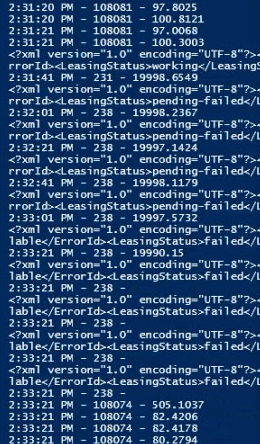 2:31:20 PM - 108081 - 97.8025
2:31:20 PM - 108081 - 100.8121
2:31:21 PM - 108081 - 97.0068
2:31:21 PM - 108081 - 100.3003
<?xml version="1.0" encoding="UTF-8"?><
rrorId><LeasingStatus>working</LeasingS
2:31:41 PM - 231 - 19998.6549
<?xml version="1.0" encoding="UTF-8"?><
rrorId><LeasingStatus>pending-failed</L
2:32:01 PM - 238 - 19998.2367
<?xml version="1.0" encoding="UTF-8"?><
rrorId><LeasingStatus>pending-failed</L
2:32:21 PM - 238 - 19997.1424
<?xml version="1.0" encoding="UTF-8"?><
rrorId><LeasingStatus>pending-failed</L
2:32:41 PM - 238 - 19998.1179
<?xml version="1.0" encoding="UTF-8"?><
rrorId><LeasingStatus>pending-failed</L
2:33:01 PM - 238 - 19997.5732
<?xml version="1.0" encoding="UTF-8"?><
lable</ErrorId><LeasingStatus>failed</L
2:33:21 PM - 238 - 19990.15
<?xml version="1.0" encoding="UTF-8"?><
lable</ErrorId><LeasingStatus>failed</L
2:33:21 PM - 238 -
<?xml version="1.0" encoding="UTF-8"?><
lable</ErrorId><LeasingStatus>failed</L
2:33:21 PM - 238 -
<?xml version="1.0" encoding="UTF-8"?><
lable</ErrorId><LeasingStatus>failed</L
2:33:21 PM - 238 -
<?xml version="1.0" encoding="UTF-8"?><
lable</ErrorId><LeasingStatus>failed</L
2:33:21 PM - 238 -
2:33:21 PM - 108074 - 505.1037
2:33:21 PM - 108074 - 82.4206
2:33:21 PM - 108074 - 82.4178
2:33:21 PM - 108074 - 80.2794